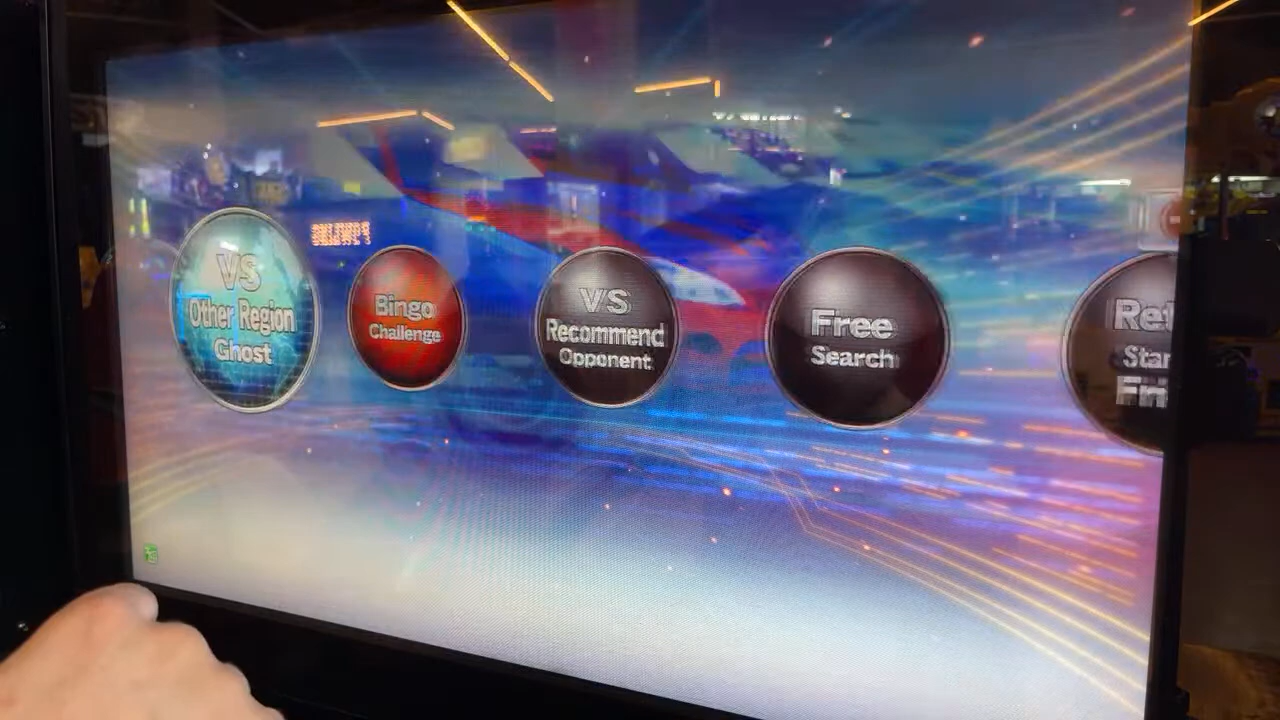 VS
Other Region
Ghost
Bingo
Challenge
VS
Recommend
Opponent
Free
Search